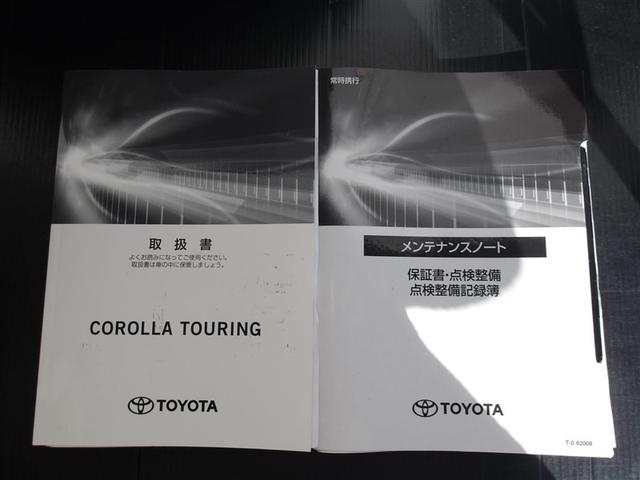 取扱書
よくお読みになってご使用ください。
取扱書は車の中に保管しましょう。
COROLLA TOURING
TOYOTA
常時携行
メンテナンスノート
保証書・点検整備
点検整備記録簿
TOYOTA
T-0 62008